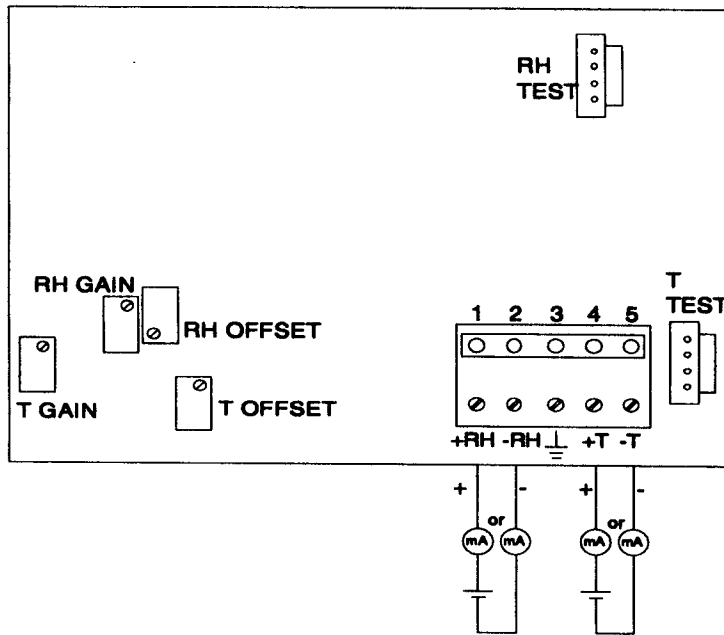 RH
TEST
RH GAIN
RH OFFSET
T GAIN
T OFFSET
T
TEST
1 2 3 4 5
+RH -RH +T -T
+ - + -
or or
mA mA mA mA